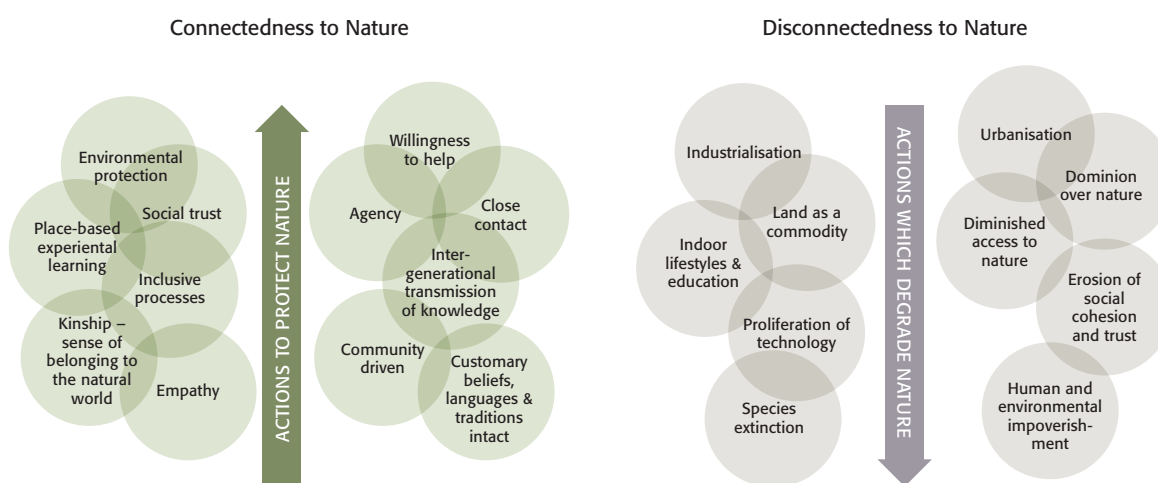 Connectedness to Nature
Environmental
protection
Social trust
Place-based
experiental
learning
Inclusive
processes
Kinship –
sense of
belonging to
the natural
world
Empathy
ACTIONS TO PROTECT NATURE
Willingness
to help
Agency
Close
contact
Inter-
generational
transmission
of knowledge
Community
driven
Customary
beliefs,
languages &
traditions
intact
Disconnectedness to Nature
Industrialisation
Land as a
commodity
Indoor
lifestyles &
education
Proliferation of
technology
Species
extinction
ACTIONS WHICH DEGRADE NATURE
Urbanisation
Dominion
over nature
Diminished
access to
nature
Erosion of
social
cohesion
and trust
Human and
environmental
impoverish-
ment